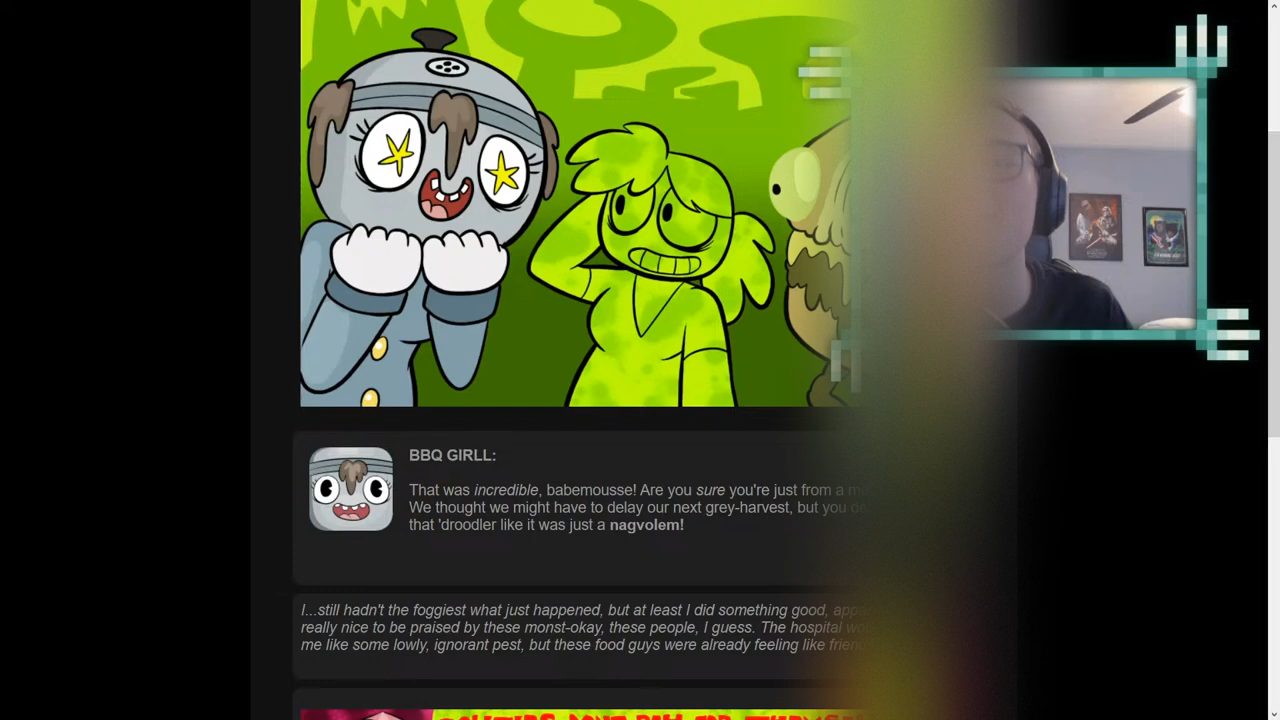 BBQ GIRLL:
That was incredible, babemousse! Are you sure you're just from a
We thought we might have to delay our next grey-harvest, but you
that 'droodler like it was just a nagvolem!
I...still hadn't the foggiest what just happened, but at least I did something good,
really nice to be praised by these monst-okay, these people, I guess. The hospital
me like some lowly, ignorant pest, but these food guys were already feeling like